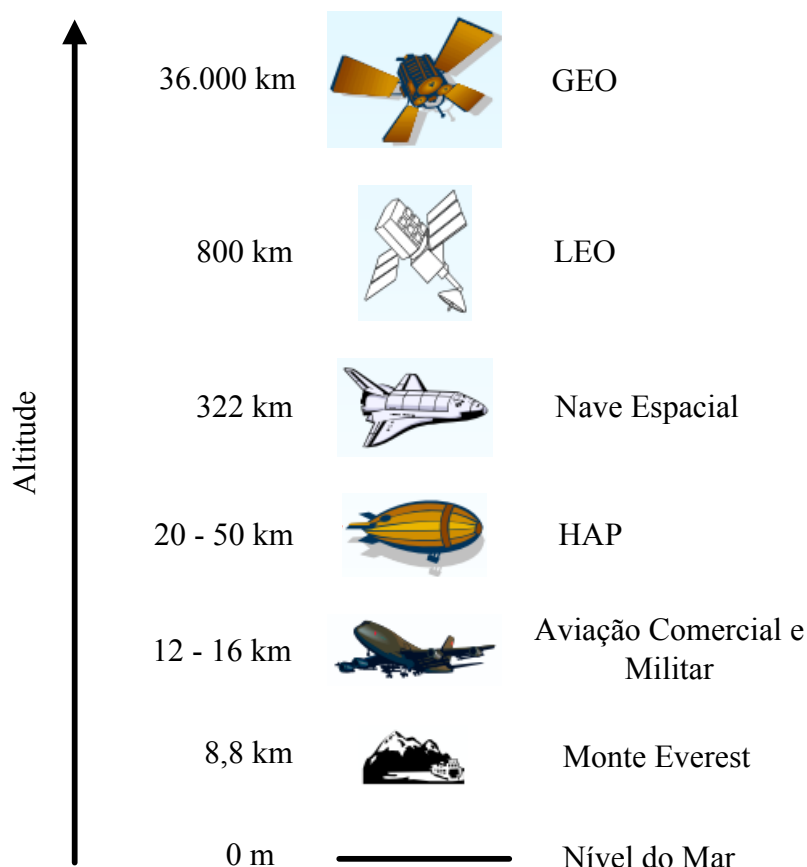 36.000 km GEO
800 km LEO
322 km Nave Espacial
Altitude
20 - 50 km HAP
12 - 16 km Aviação Comercial e
Militar
8,8 km Monte Everest
0 m Nível do Mar